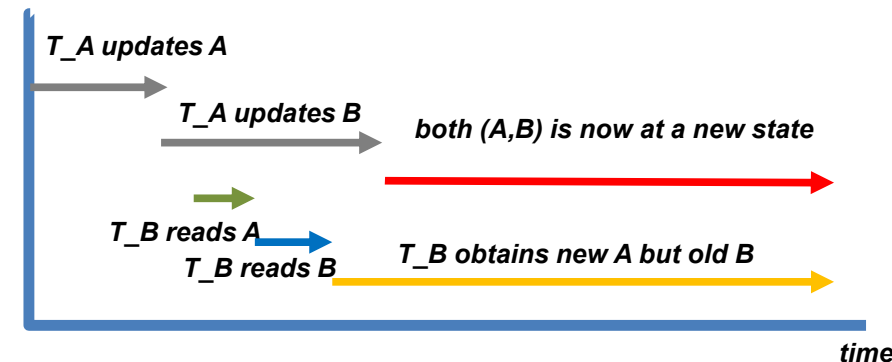 T_A updates A
T_A updates B
both (A,B) is now at a new state
T_B reads A
T_B reads B
T_B obtains new A but old B
time